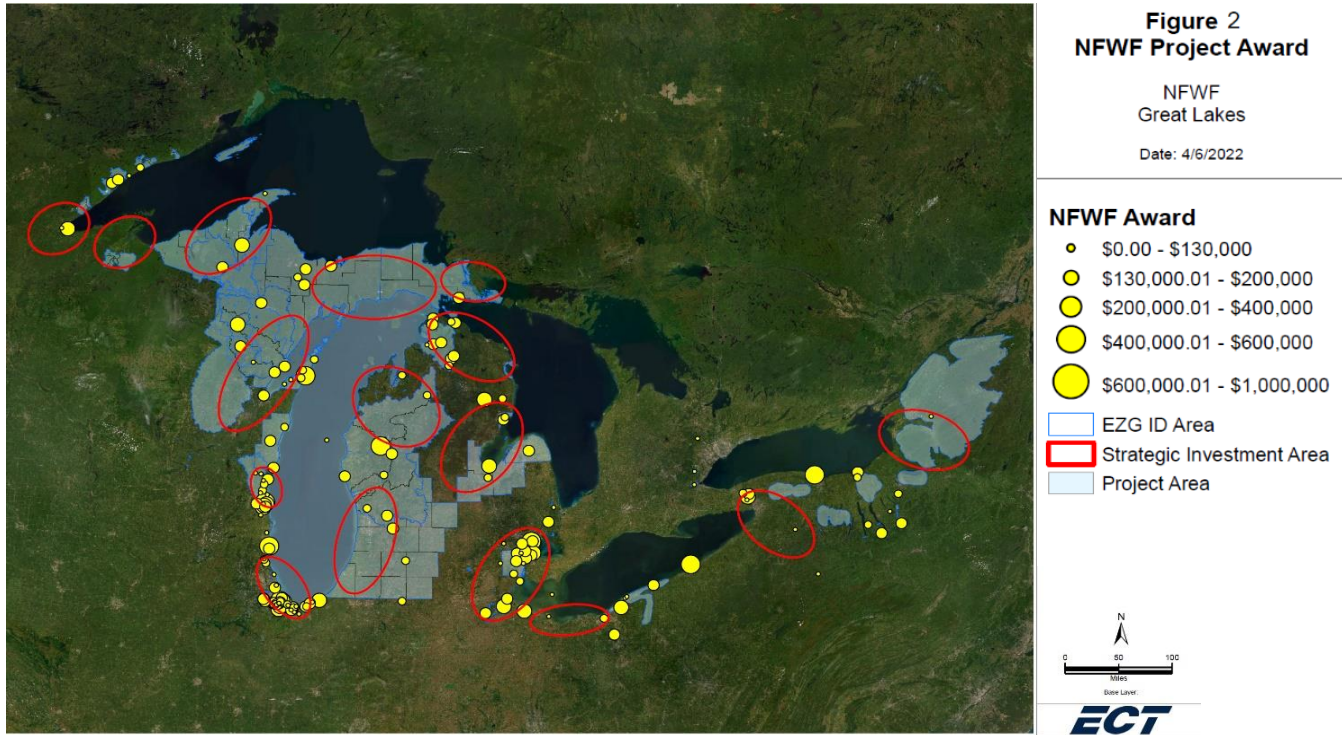 Figure 2
NFWF Project Award
NFWF
Great Lakes
Date: 4/6/2022
NFWF Award
$0.00 - $130,000
$130,000.01 - $200,000
$200,000.01 - $400,000
$400,000.01 - $600,000
$600,000.01 - $1,000,000
EZG ID Area
Strategic Investment Area
Project Area
N
0 50 100
Miles
Base Layer:
ECT